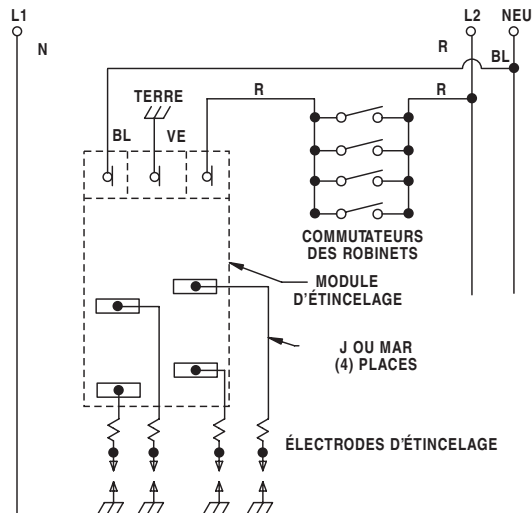 L1
L2
NEU
N
R
BL
TERRE
R
R
BL
VE
COMMUTATEURS
DES ROBINETS
MODULE
D'ÉTINCELAGE
J OU MAR
(4) PLACES
ÉLECTRODES D'ÉTINCELAGE